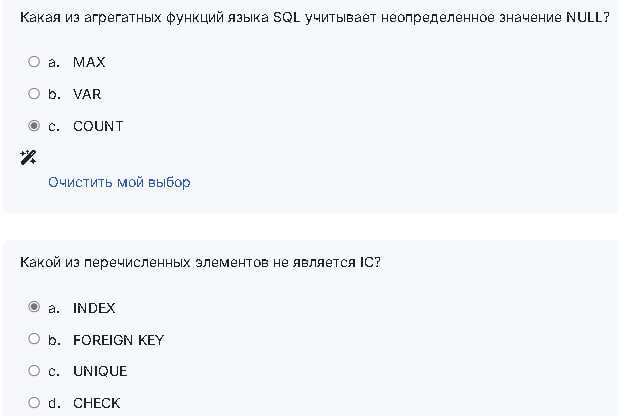 Какая из агрегатных функций языка SQL учитывает неопределенное значение NULL?
a. MAX
b. VAR
c. COUNT
Очистить мой выбор
Какой из перечисленных элементов не является IC?
a. INDEX
b. FOREIGN KEY
c. UNIQUE
d. CHECK